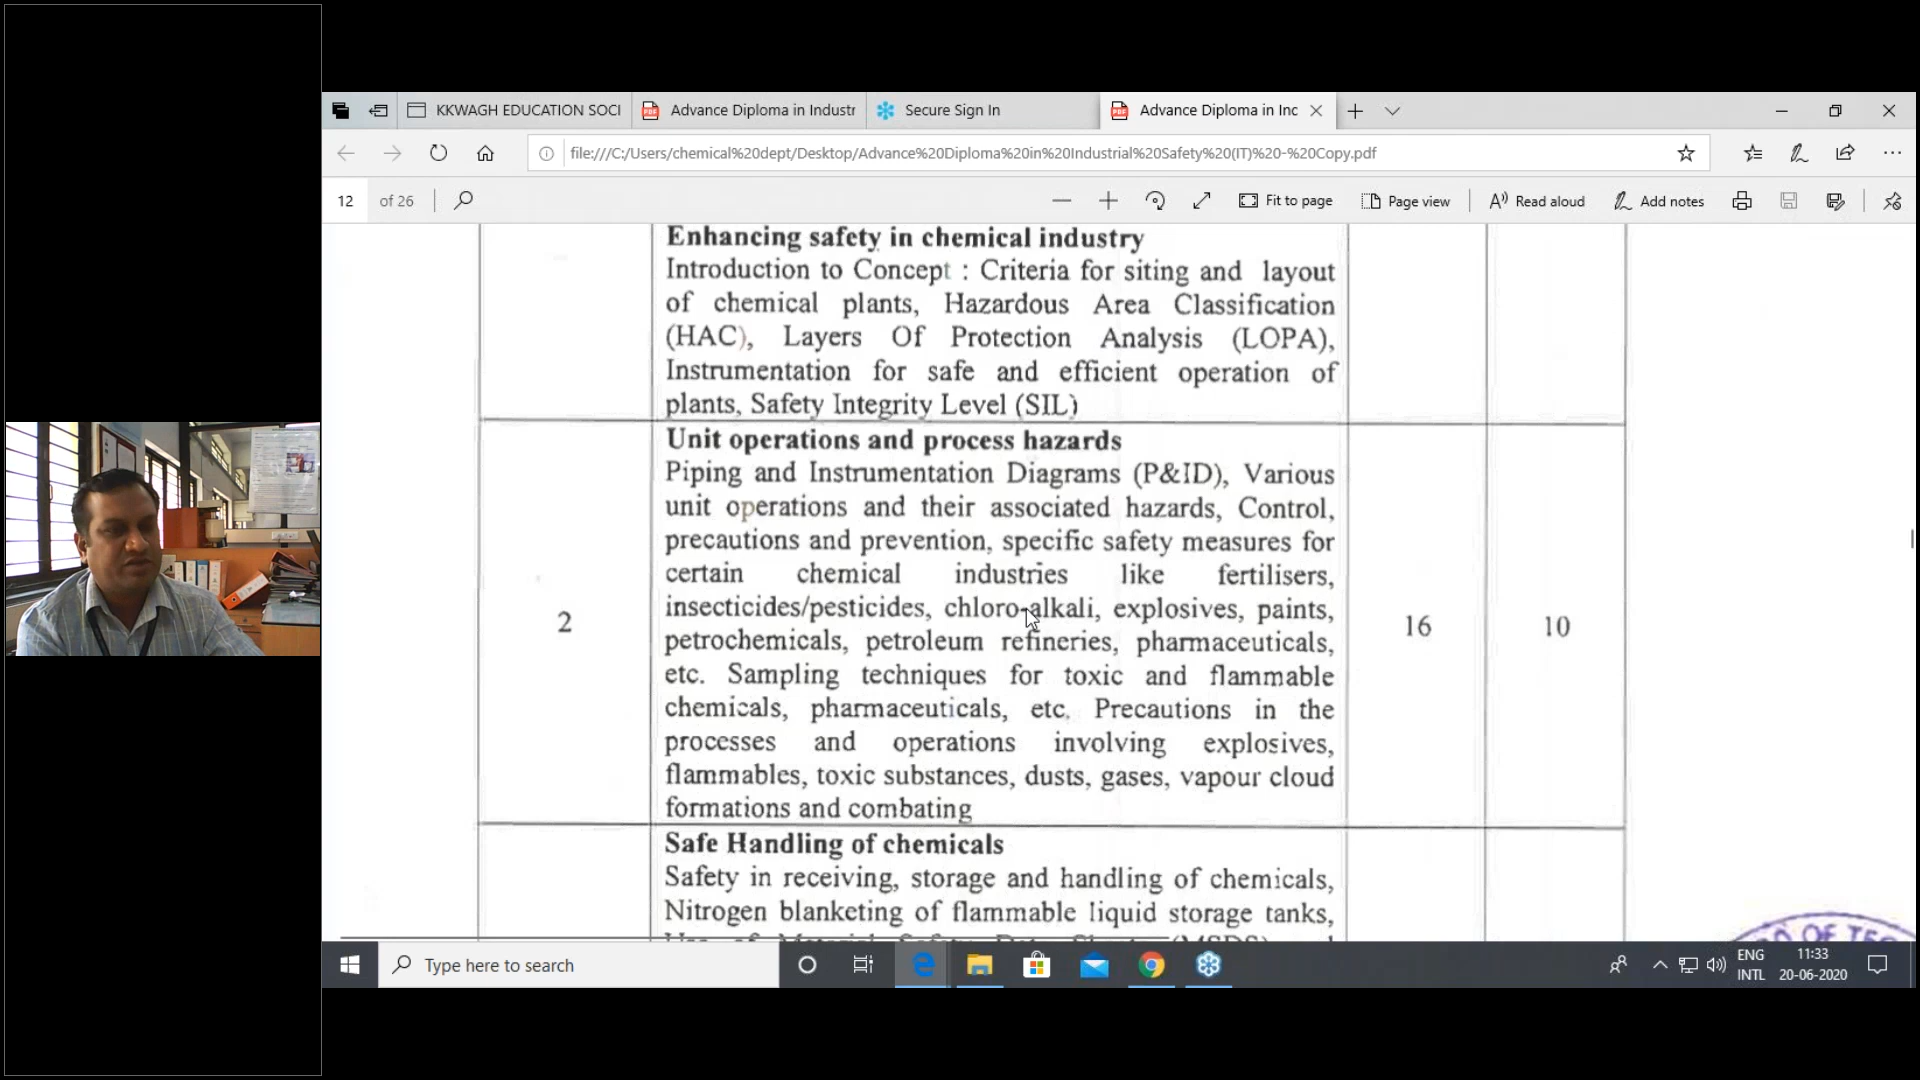 KKWAGH EDUCATION SOCI
Advance Diploma in Industr
Secure Sign In
Advance Diploma in Inc
file:///C:/Users/chemical%20dept/Desktop/Advance%20Diploma%20in%20Industrial%20Safety%20(IT)%20-%20Copy.pdf
12 of 26
Fit to page
Page view
Read aloud
Add notes
Enhancing safety in chemical industry
Introduction to Concept : Criteria for siting and layout
of chemical plants, Hazardous Area Classification
(HAC), Layers Of Protection Analysis (LOPA),
Instrumentation for safe and efficient operation of
plants, Safety Integrity Level (SIL)
Unit operations and process hazards
Piping and Instrumentation Diagrams (P&ID), Various
unit operations and their associated hazards, Control,
precautions and prevention, specific safety measures for
certain chemical industries like fertilisers,
insecticides/pesticides, chloro-alkali, explosives, paints,
petrochemicals, petroleum refineries, pharmaceuticals,
etc. Sampling techniques for toxic and flammable
chemicals, pharmaceuticals, etc. Precautions in the
processes and operations involving explosives,
flammables, toxic substances, dusts, gases, vapour cloud
formations and combating
2
16
10
Safe Handling of chemicals
Safety in receiving, storage and handling of chemicals,
Nitrogen blanketing of flammable liquid storage tanks,
Type here to search
ENG
INTL
11:33
20-06-2020